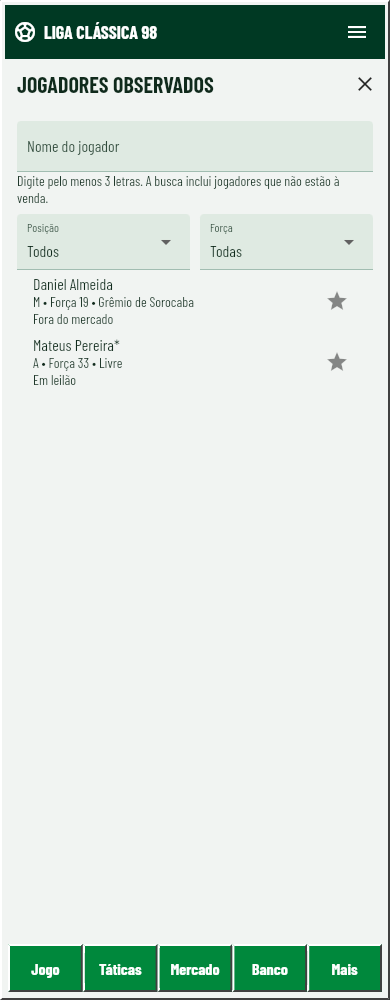 LIGA CLÁSSICA 98
JOGADORES OBSERVADOS
Nome do jogador
Digite pelo menos 3 letras. A busca inclui jogadores que não estão à
venda.
Posição
Todos
Força
Todas
Daniel Almeida
M • Força 19 • Grêmio de Sorocaba
Fora do mercado
Mateus Pereira*
A • Força 33 • Livre
Em leilão
Jogo
Táticas
Mercado
Banco
Mais